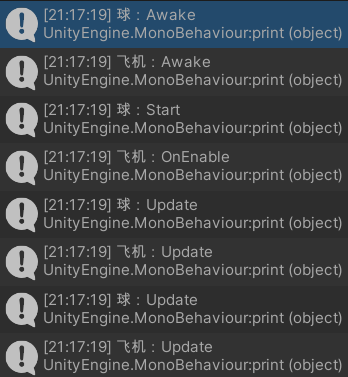 [21:17:19] 球：Awake
UnityEngine.MonoBehaviour:print (object)
[21:17:19] 飞机：Awake
UnityEngine.MonoBehaviour:print (object)
[21:17:19] 球：Start
UnityEngine.MonoBehaviour:print (object)
[21:17:19] 飞机：OnEnable
UnityEngine.MonoBehaviour:print (object)
[21:17:19] 球：Update
UnityEngine.MonoBehaviour:print (object)
[21:17:19] 飞机：Update
UnityEngine.MonoBehaviour:print (object)
[21:17:19] 球：Update
UnityEngine.MonoBehaviour:print (object)
[21:17:19] 飞机：Update
UnityEngine.MonoBehaviour:print (object)